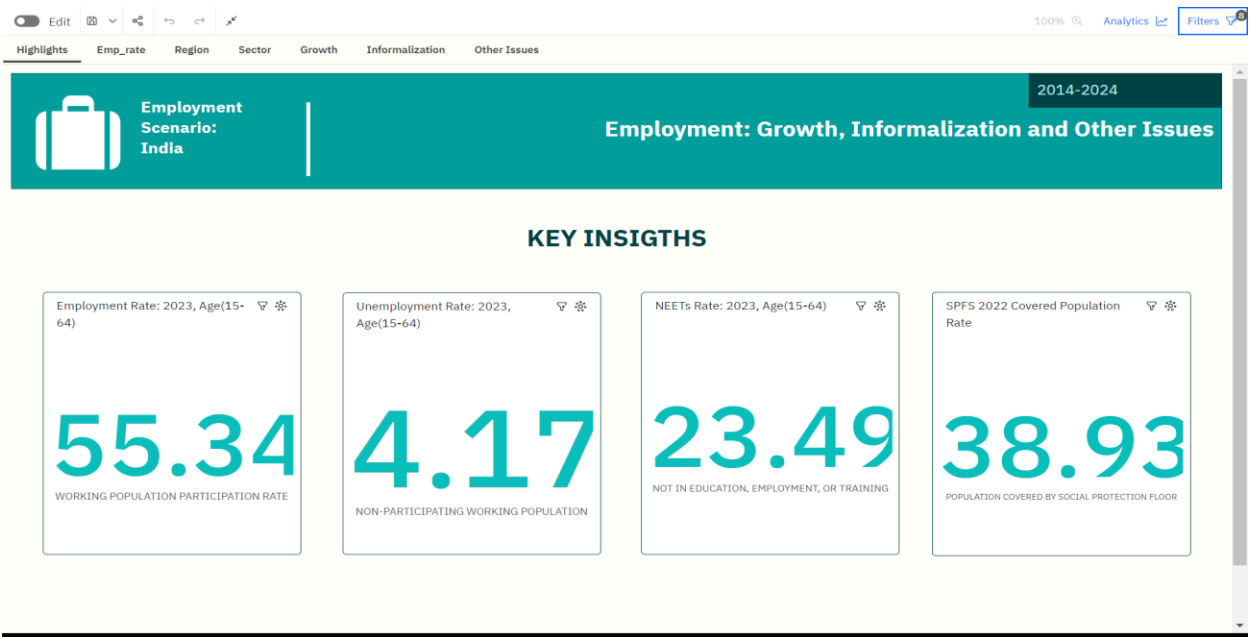 Edit
100%
Analytics
Filters
8
Highlights
Emp_rate
Region
Sector
Growth
Informalization
Other Issues
Employment
Scenario:
India
2014-2024
Employment: Growth, Informalization and Other Issues
KEY INSIGTHS
Employment Rate: 2023, Age(15-
64)
55.34
WORKING POPULATION PARTICIPATION RATE
Unemployment Rate: 2023,
Age(15-64)
4.17
NON-PARTICIPATING WORKING POPULATION
NEETs Rate: 2023, Age(15-64)
23.49
NOT IN EDUCATION, EMPLOYMENT, OR TRAINING
SPFS 2022 Covered Population
Rate
38.93
POPULATION COVERED BY SOCIAL PROTECTION FLOOR